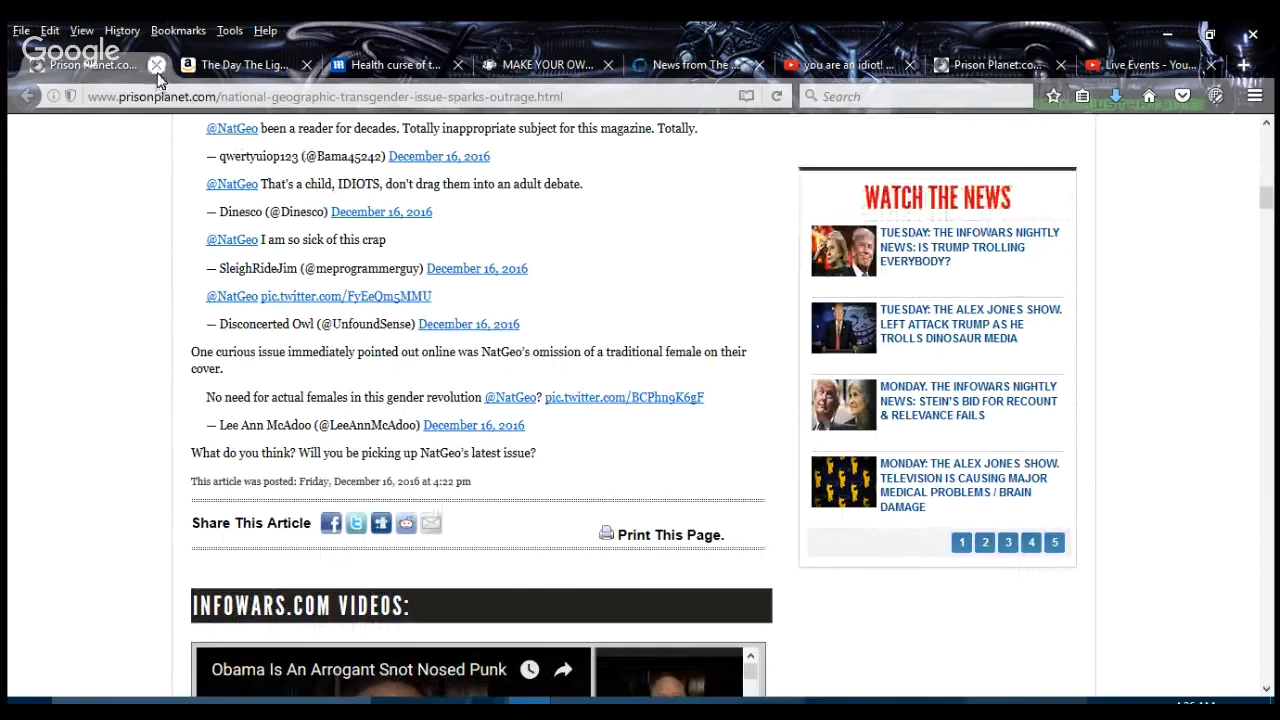 File Edit View History Bookmarks Tools Help
Google
Prison Planet.co... The Day The Lig... Health curse of t... MAKE YOUR OW... News from The ... you are an idiot! ... Prison Planet.co... Live Events - You...
www.prisonplanet.com/national-geographic-transgender-issue-sparks-outrage.html
Search
@NatGeo been a reader for decades. Totally inappropriate subject for this magazine. Totally.
— qwertyuiop123 (@Bama45242) December 16, 2016
@NatGeo That's a child, IDIOTS, don't drag them into an adult debate.
— Dinesco (@Dinesco) December 16, 2016
@NatGeo I am so sick of this crap
— SleighRideJim (@meprogrammerguy) December 16, 2016
@NatGeo pic.twitter.com/FyEeQm5MMU
— Disconcerted Owl (@UnfoundSense) December 16, 2016
One curious issue immediately pointed out online was NatGeo's omission of a traditional female on their
cover.
No need for actual females in this gender revolution @NatGeo? pic.twitter.com/BCPhn9K6gF
— Lee Ann McAdoo (@LeeAnnMcAdoo) December 16, 2016
What do you think? Will you be picking up NatGeo's latest issue?
This article was posted: Friday, December 16, 2016 at 4:22 pm
Share This Article
Print This Page.
INFOWARS.COM VIDEOS:
Obama Is An Arrogant Snot Nosed Punk
WATCH THE NEWS
TUESDAY: THE INFOWARS NIGHTLY
NEWS: IS TRUMP TROLLING
EVERYBODY?
TUESDAY: THE ALEX JONES SHOW.
LEFT ATTACK TRUMP AS HE
TROLLS DINOSAUR MEDIA
MONDAY. THE INFOWARS NIGHTLY
NEWS: STEIN'S BID FOR RECOUNT
& RELEVANCE FAILS
MONDAY: THE ALEX JONES SHOW.
TELEVISION IS CAUSING MAJOR
MEDICAL PROBLEMS / BRAIN
DAMAGE
1 2 3 4 5